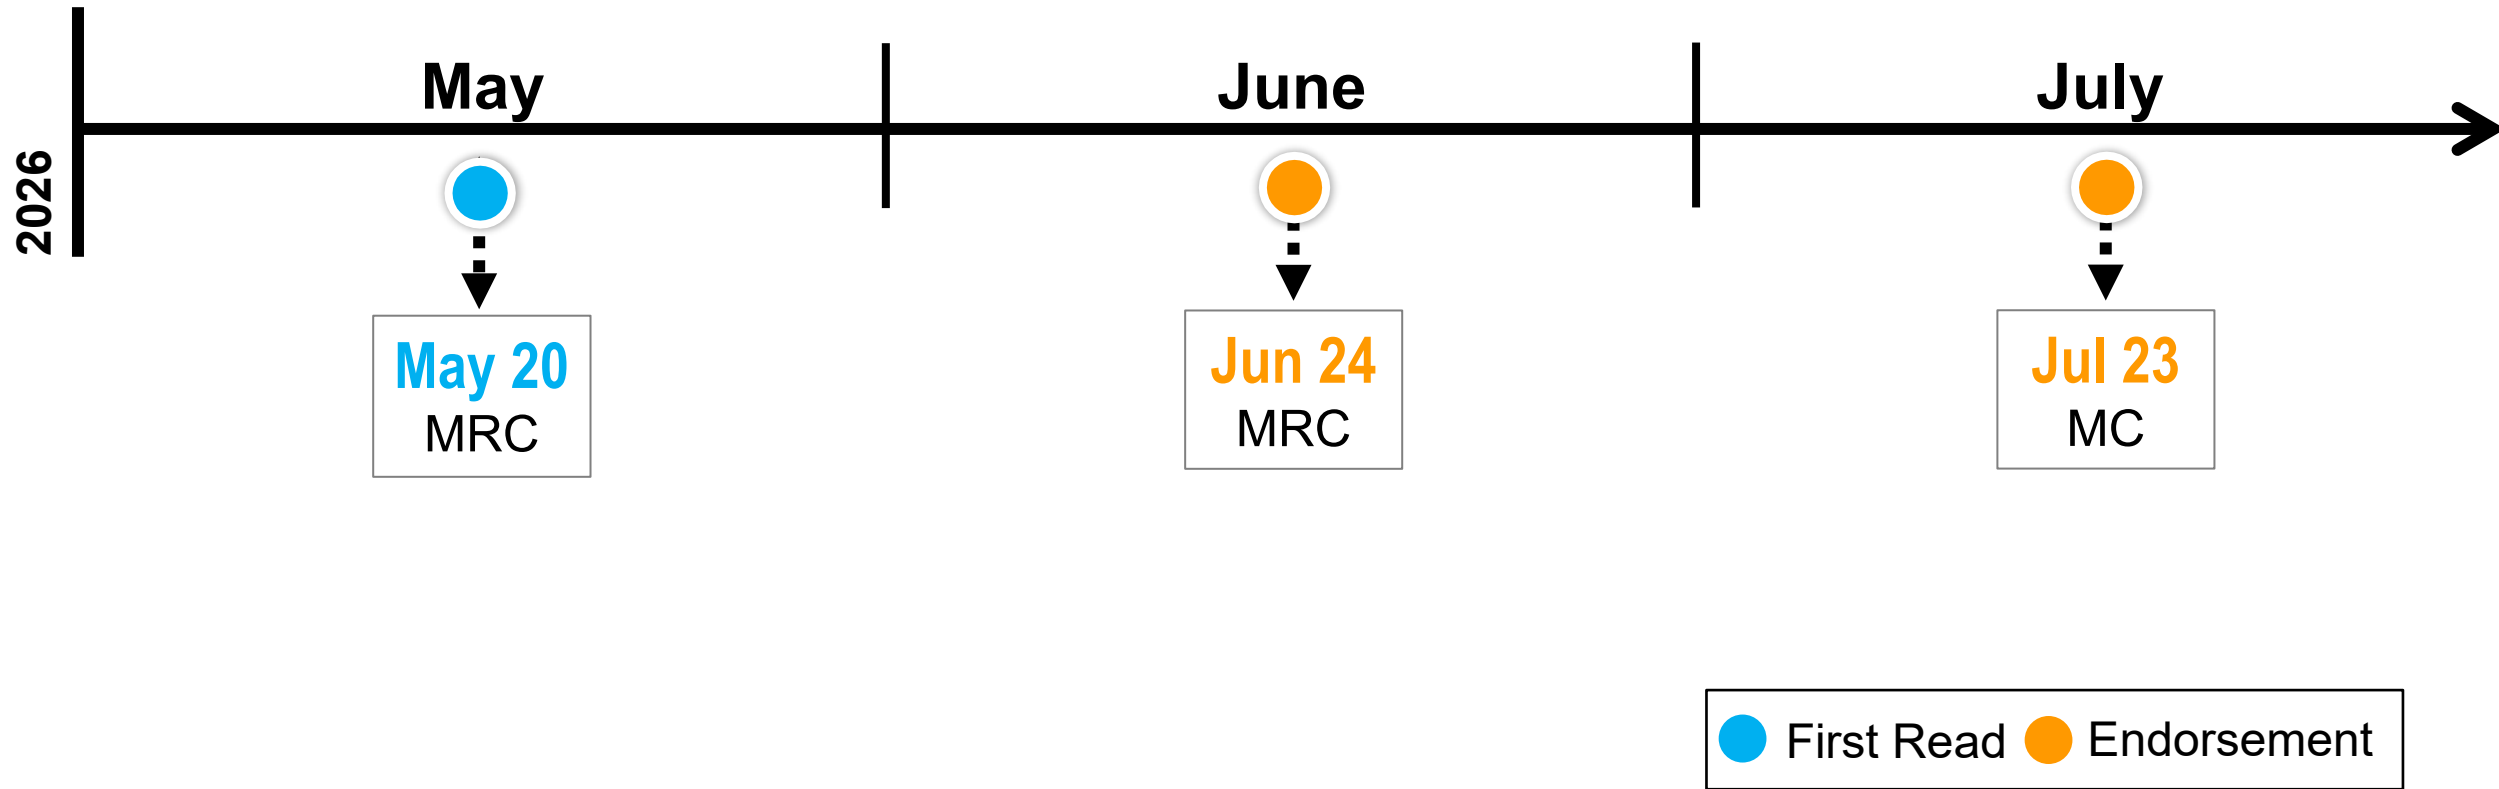 2026
May
June
July
May 20
MRC
Jun 24
MRC
Jul 23
MC
First Read
Endorsement